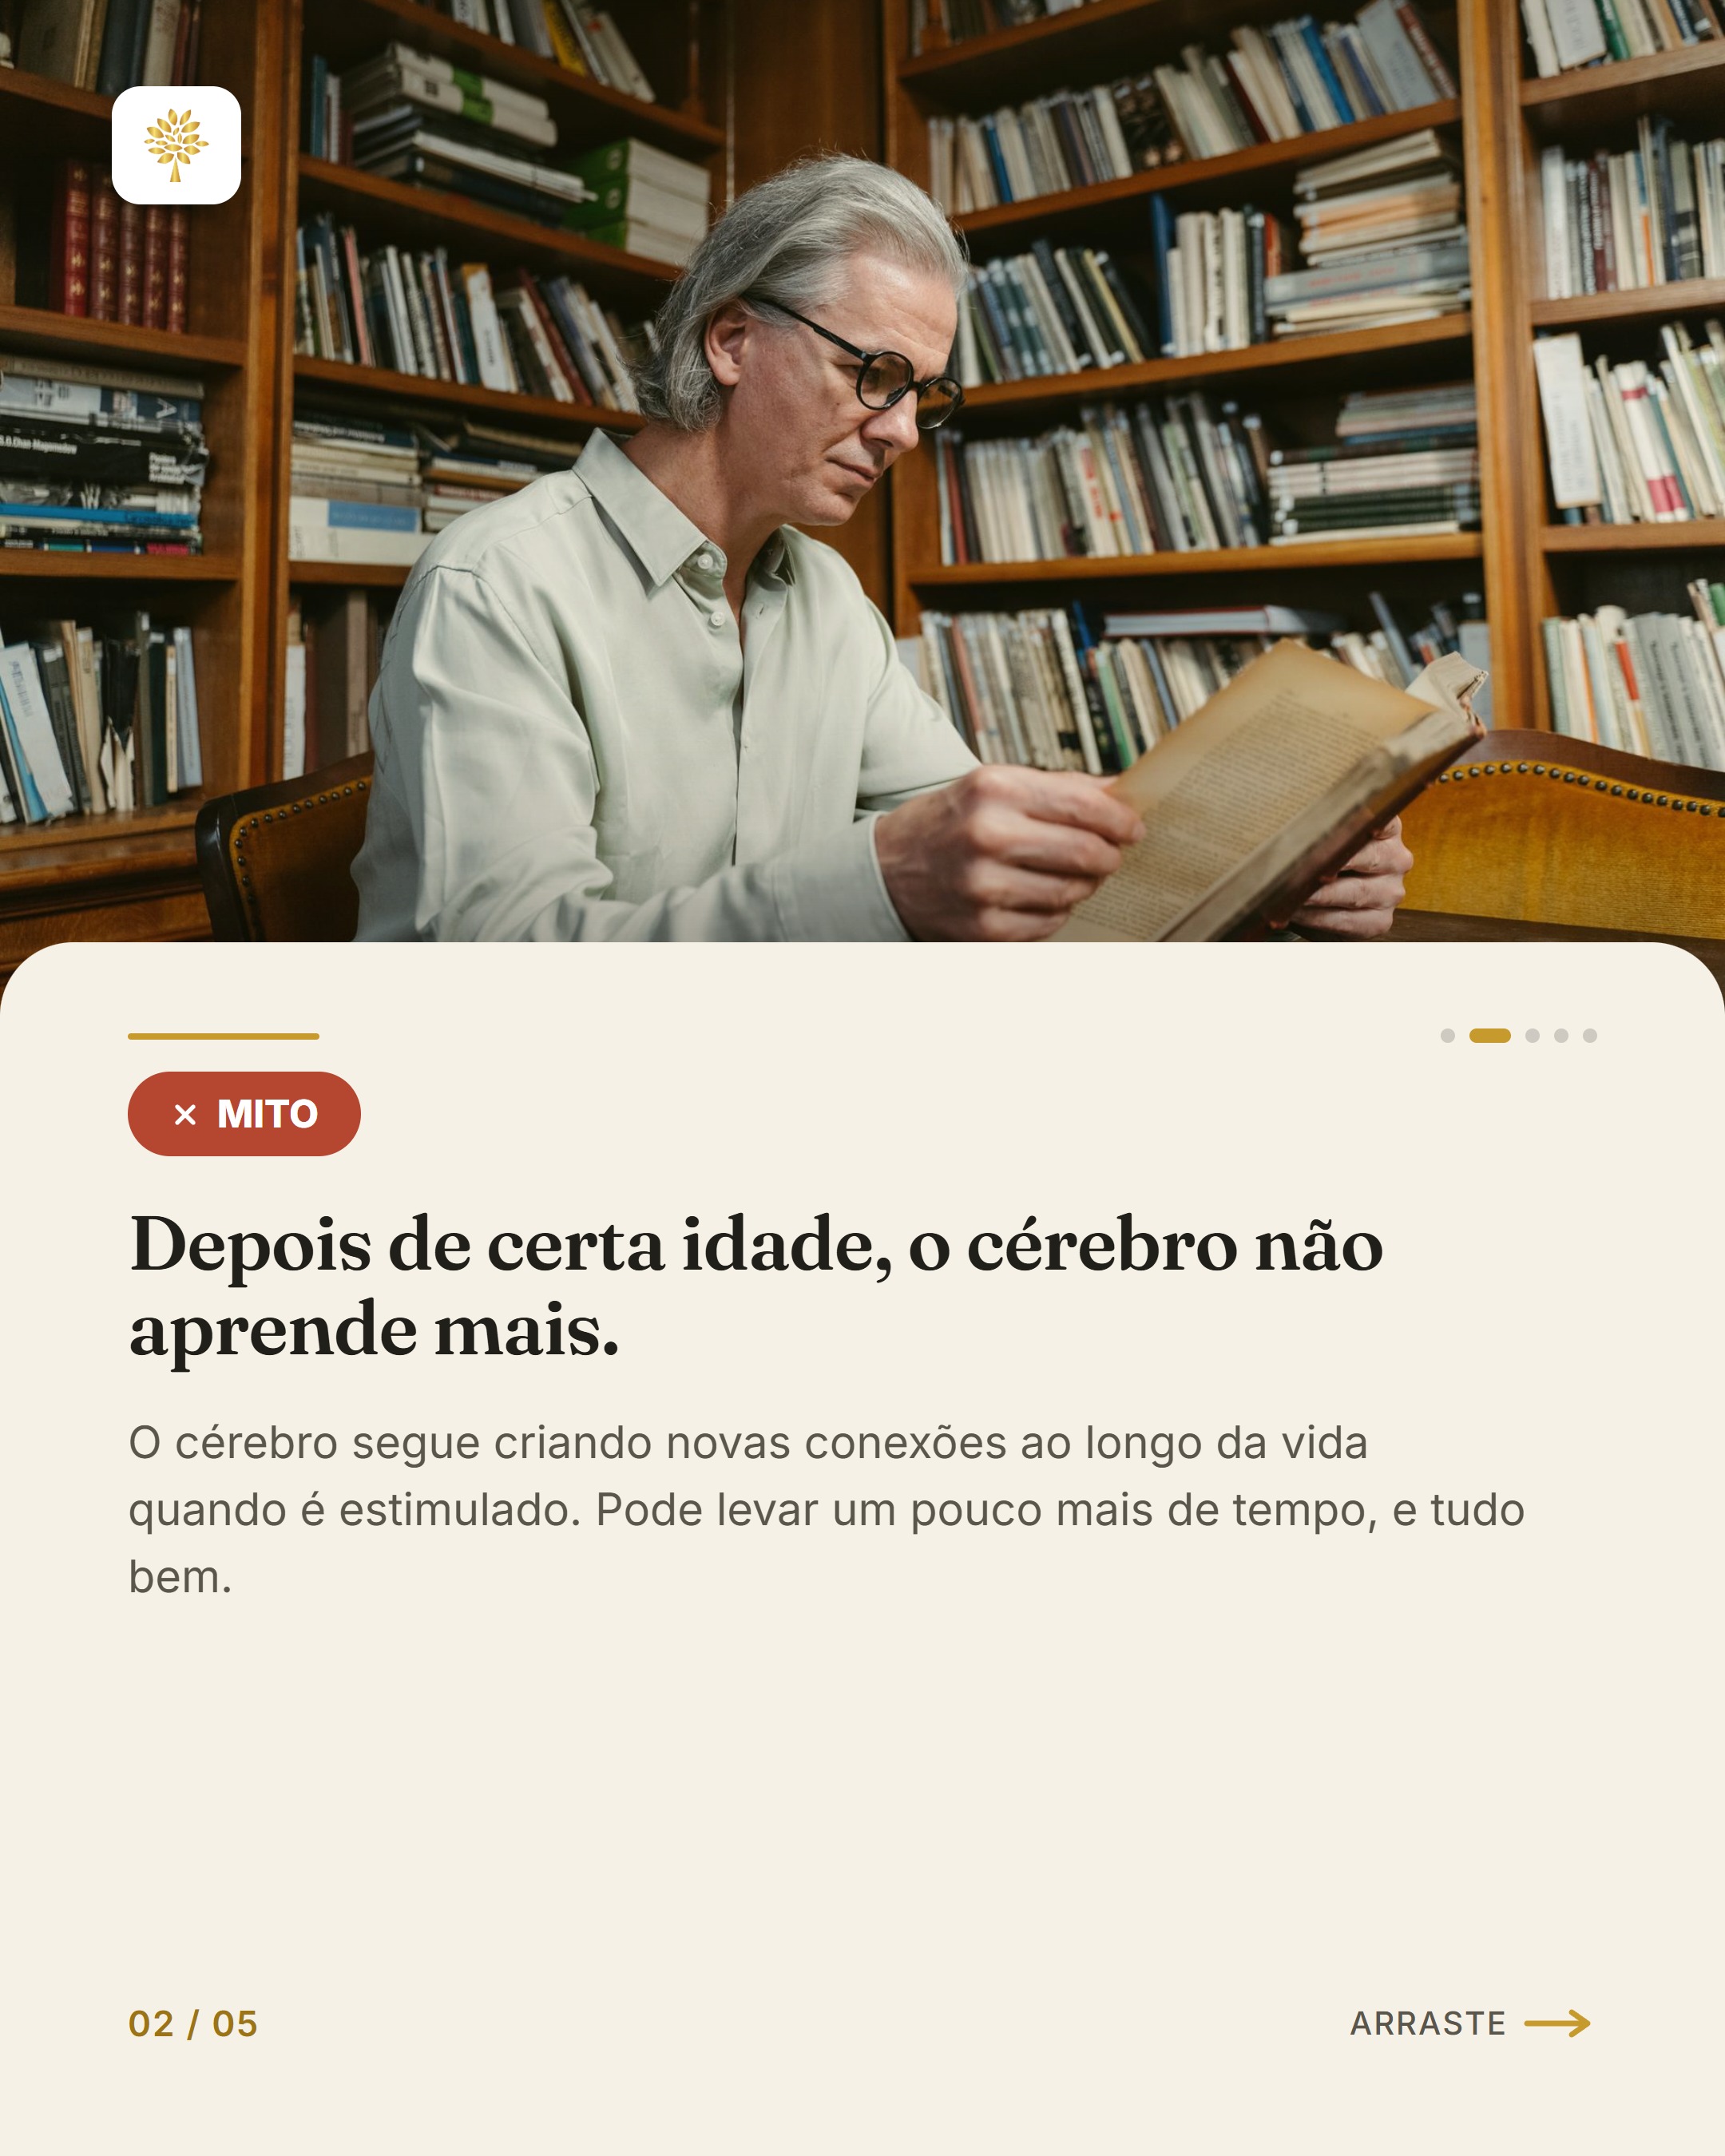 × MITO
Depois de certa idade, o cérebro não
aprende mais.
O cérebro segue criando novas conexões ao longo da vida
quando é estimulado. Pode levar um pouco mais de tempo, e tudo
bem.
02 / 05
ARRASTE →